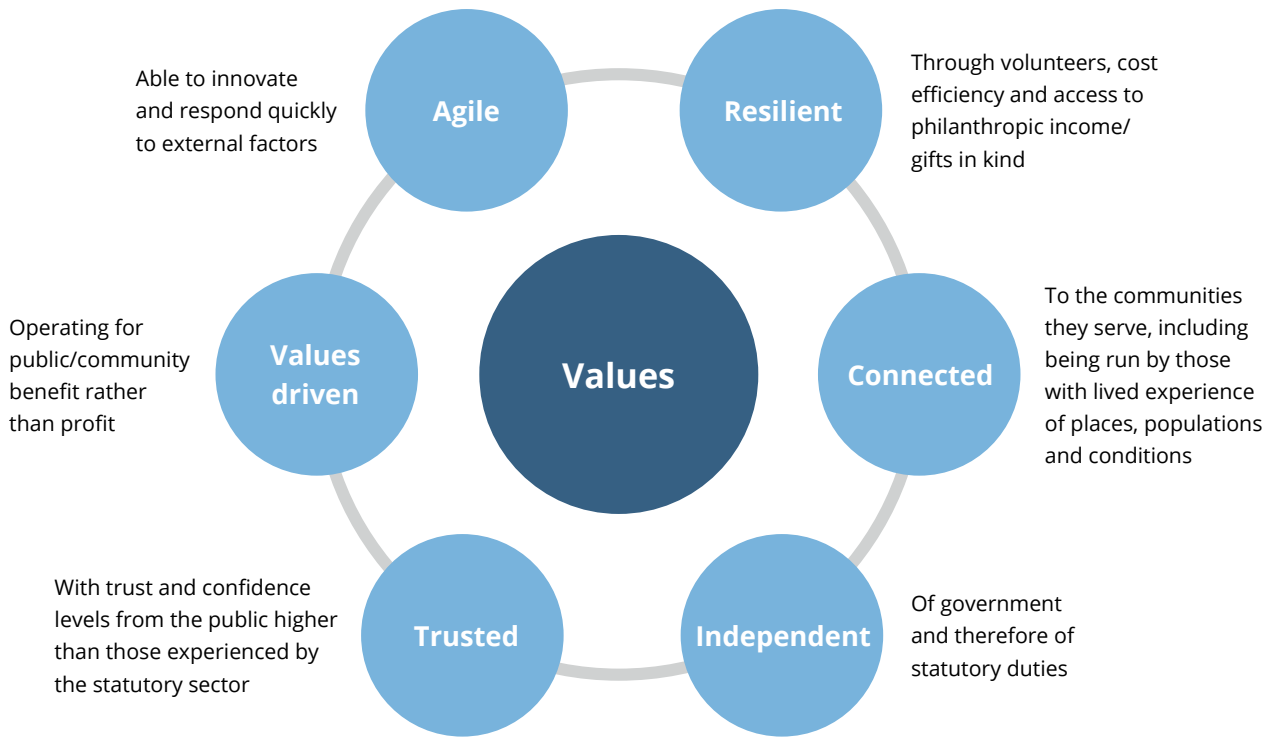 Agile
Able to innovate
and respond quickly
to external factors
Resilient
Through volunteers, cost
efficiency and access to
philanthropic income/
gifts in kind
Values
driven
Operating for
public/community
benefit rather
than profit
Values
Connected
To the communities
they serve, including
being run by those
with lived experience
of places, populations
and conditions
Trusted
With trust and confidence
levels from the public higher
than those experienced by
the statutory sector
Independent
Of government
and therefore of
statutory duties